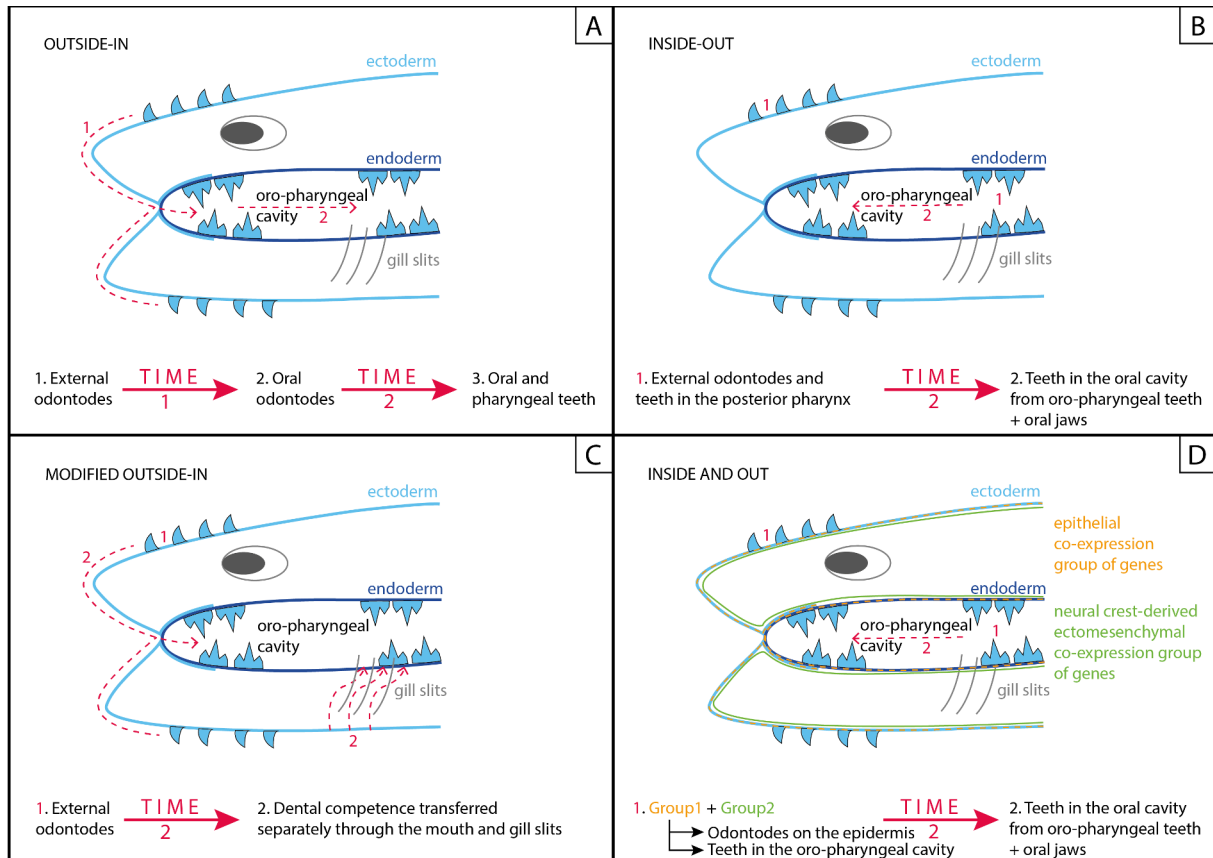 A
OUTSIDE-IN
ectoderm
1
endoderm
oro-pharyngeal
cavity
2
gill slits
1. External
odontodes
TIME
1
2. Oral
odontodes
TIME
2
3. Oral and
pharyngeal teeth
B
INSIDE-OUT
ectoderm
1
endoderm
oro-pharyngeal
cavity
2
1
gill slits
1. External odontodes and
teeth in the posterior pharynx
TIME
2
2. Teeth in the oral cavity
from oro-pharyngeal teeth
+ oral jaws
C
MODIFIED OUTSIDE-IN
ectoderm
1
2
endoderm
oro-pharyngeal
cavity
gill slits
2
1. External
odontodes
TIME
2
2. Dental competence transferred
separately through the mouth and gill slits
D
INSIDE AND OUT
ectoderm
1
epithelial
co-expression
group of genes
endoderm
oro-pharyngeal
cavity
2
1
neural crest-derived
ectomesenchymal
co-expression group
of genes
gill slits
1. Group1 + Group2
Odontodes on the epidermis
Teeth in the oro-pharyngeal cavity
TIME
2
2. Teeth in the oral cavity
from oro-pharyngeal teeth
+ oral jaws